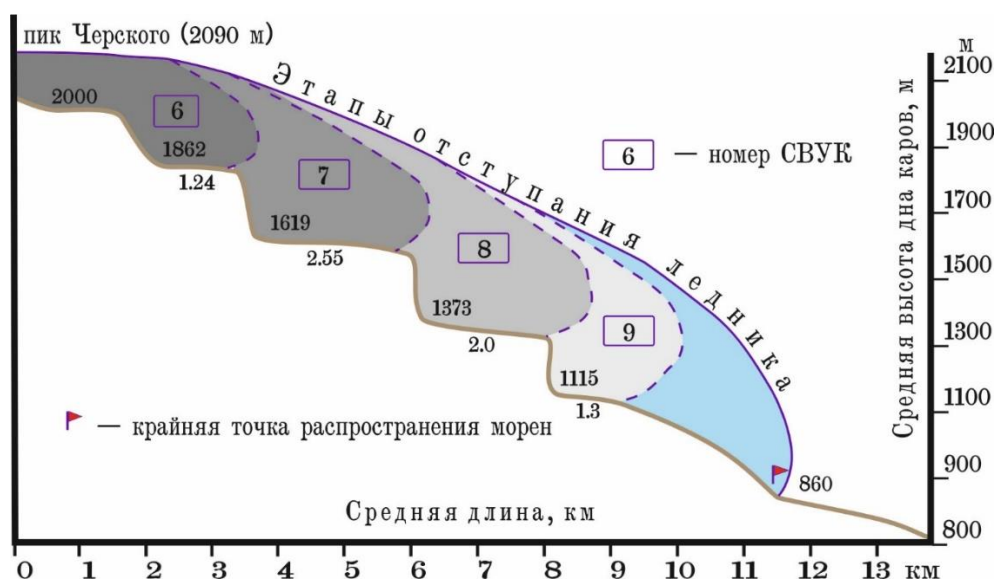 пик Черского (2090 м)
Этапы отступания ледника
м
2100
1900
1700
1500
1300
1100
900
800
Средняя высота дна каров, м
2000
6
1862
1.24
7
1619
2.55
8
1373
2.0
9
1115
1.3
860
6 — номер СВУК
— крайняя точка распространения морен
Средняя длина, км
0 1 2 3 4 5 6 7 8 9 10 11 12 13 км